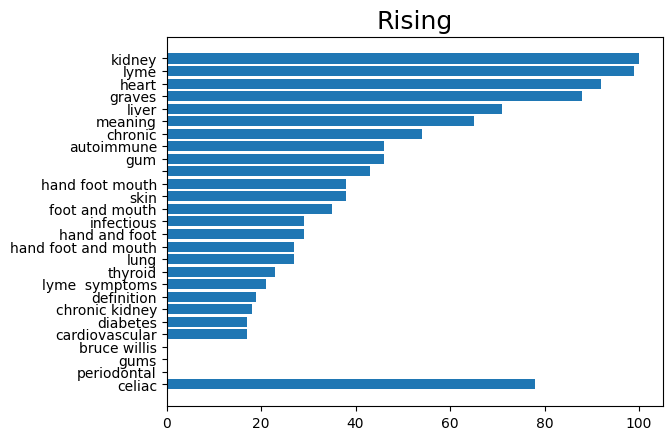 Rising
kidney
lyme
heart
graves
liver
meaning
chronic
autoimmune
gum
hand foot mouth
skin
foot and mouth
infectious
hand and foot
hand foot and mouth
lung
thyroid
lyme  symptoms
definition
chronic kidney
diabetes
cardiovascular
bruce willis
gums
periodontal
celiac
0 20 40 60 80 100